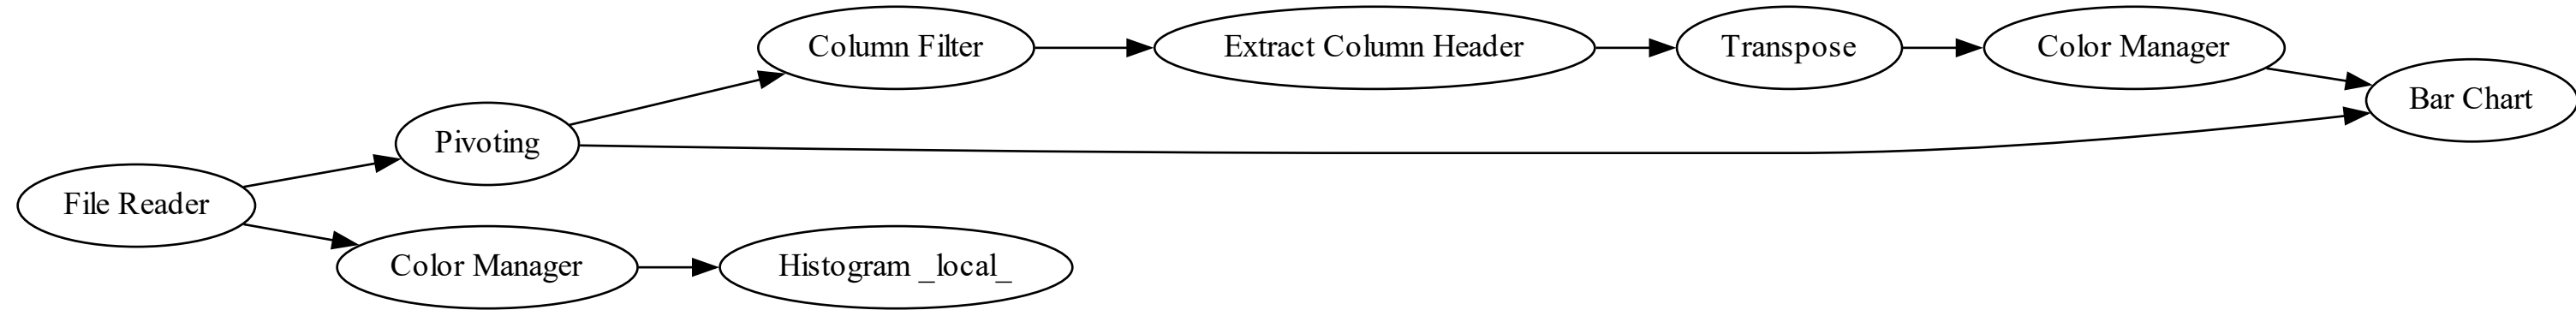 Column Filter
Extract Column Header
Transpose
Color Manager
Bar Chart
Pivoting
File Reader
Color Manager
Histogram _local_